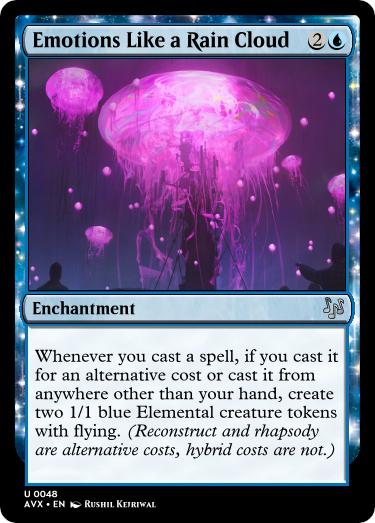 Emotions Like a Rain Cloud 2
Enchantment
Whenever you cast a spell, if you cast it
for an alternative cost or cast it from
anywhere other than your hand, create
two 1/1 blue Elemental creature tokens
with flying. (Reconstruct and rhapsody
are alternative costs, hybrid costs are not.)
U 0048
AVX • EN Rushil Kejriwal